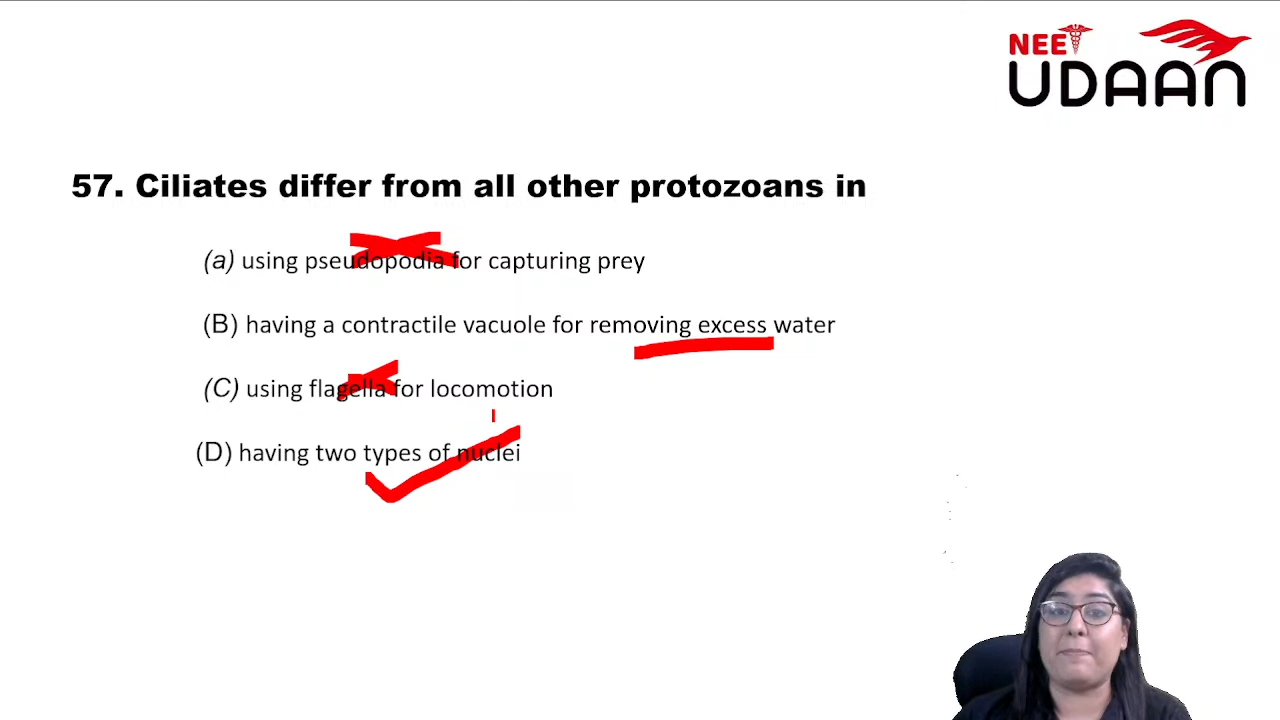 NEET
UDAAN
57. Ciliates differ from all other protozoans in
(a) using pseudopodia for capturing prey
(B) having a contractile vacuole for removing excess water
(C) using flagella for locomotion
(D) having two types of nuclei